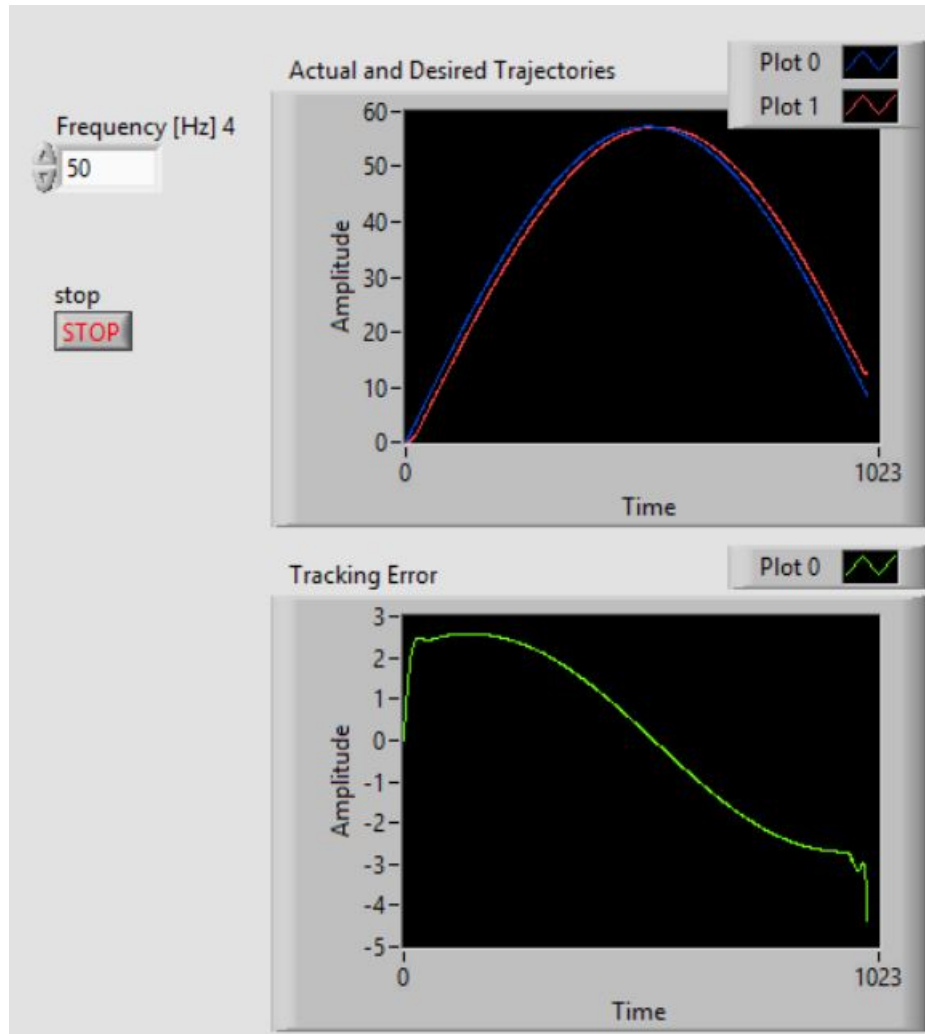 Actual and Desired Trajectories
Plot 0
Plot 1
Frequency [Hz] 4
50
stop
STOP
Amplitude
60
50
40
30
20
10
0
0
1023
Time
Tracking Error
Plot 0
Amplitude
3
2
1
0
-1
-2
-3
-4
-5
0
1023
Time